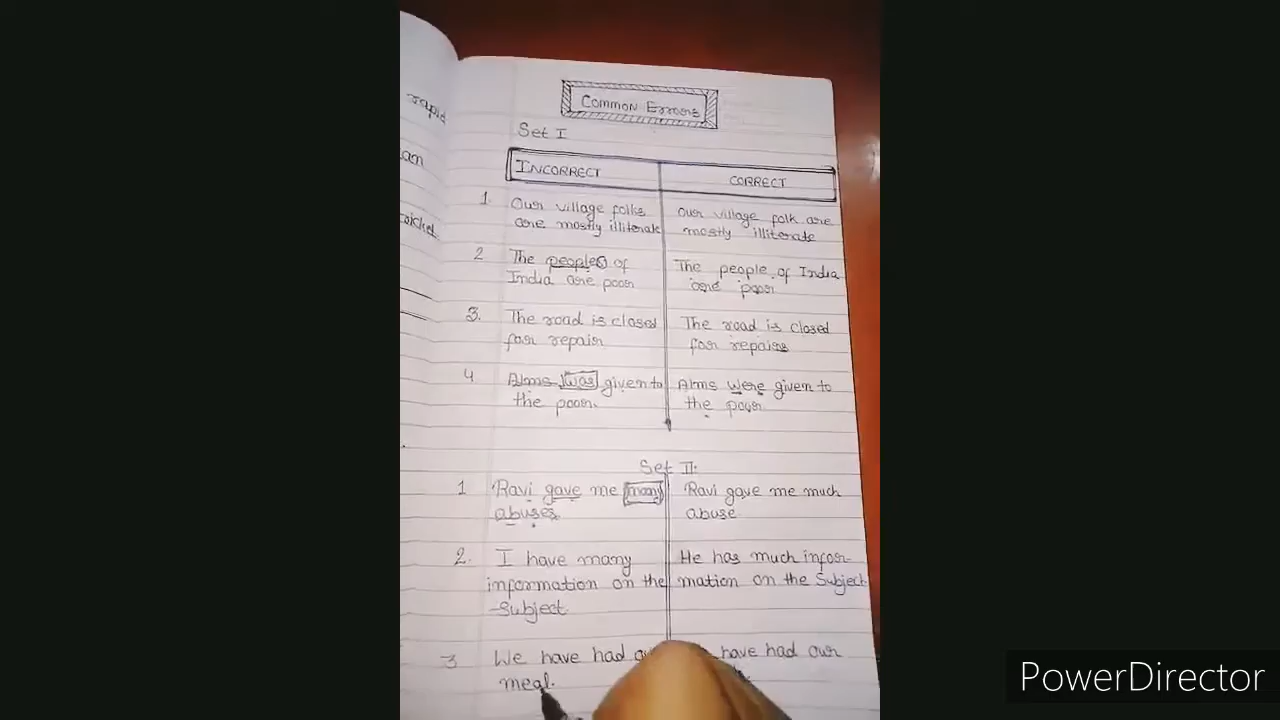 rapid
an
Common Errors
Set I
INCORRECT
CORRECT
1. Our village folks
are mostly illiterate
Our village folk are
mostly illiterate
2 The peoples of
India are poor
The people of India
are poor
3. The road is closed
for repair
The road is closed
for repairs
4 Alms was given to
the poor.
Alms were given to
the poor
Set II.
1 Ravi gave me many
abuses.
Ravi gave me much
abuse
2. I have many
information on the
-subject.
He has much infor-
mation on the Subject
3 We have had
meal.
have had our
PowerDirector